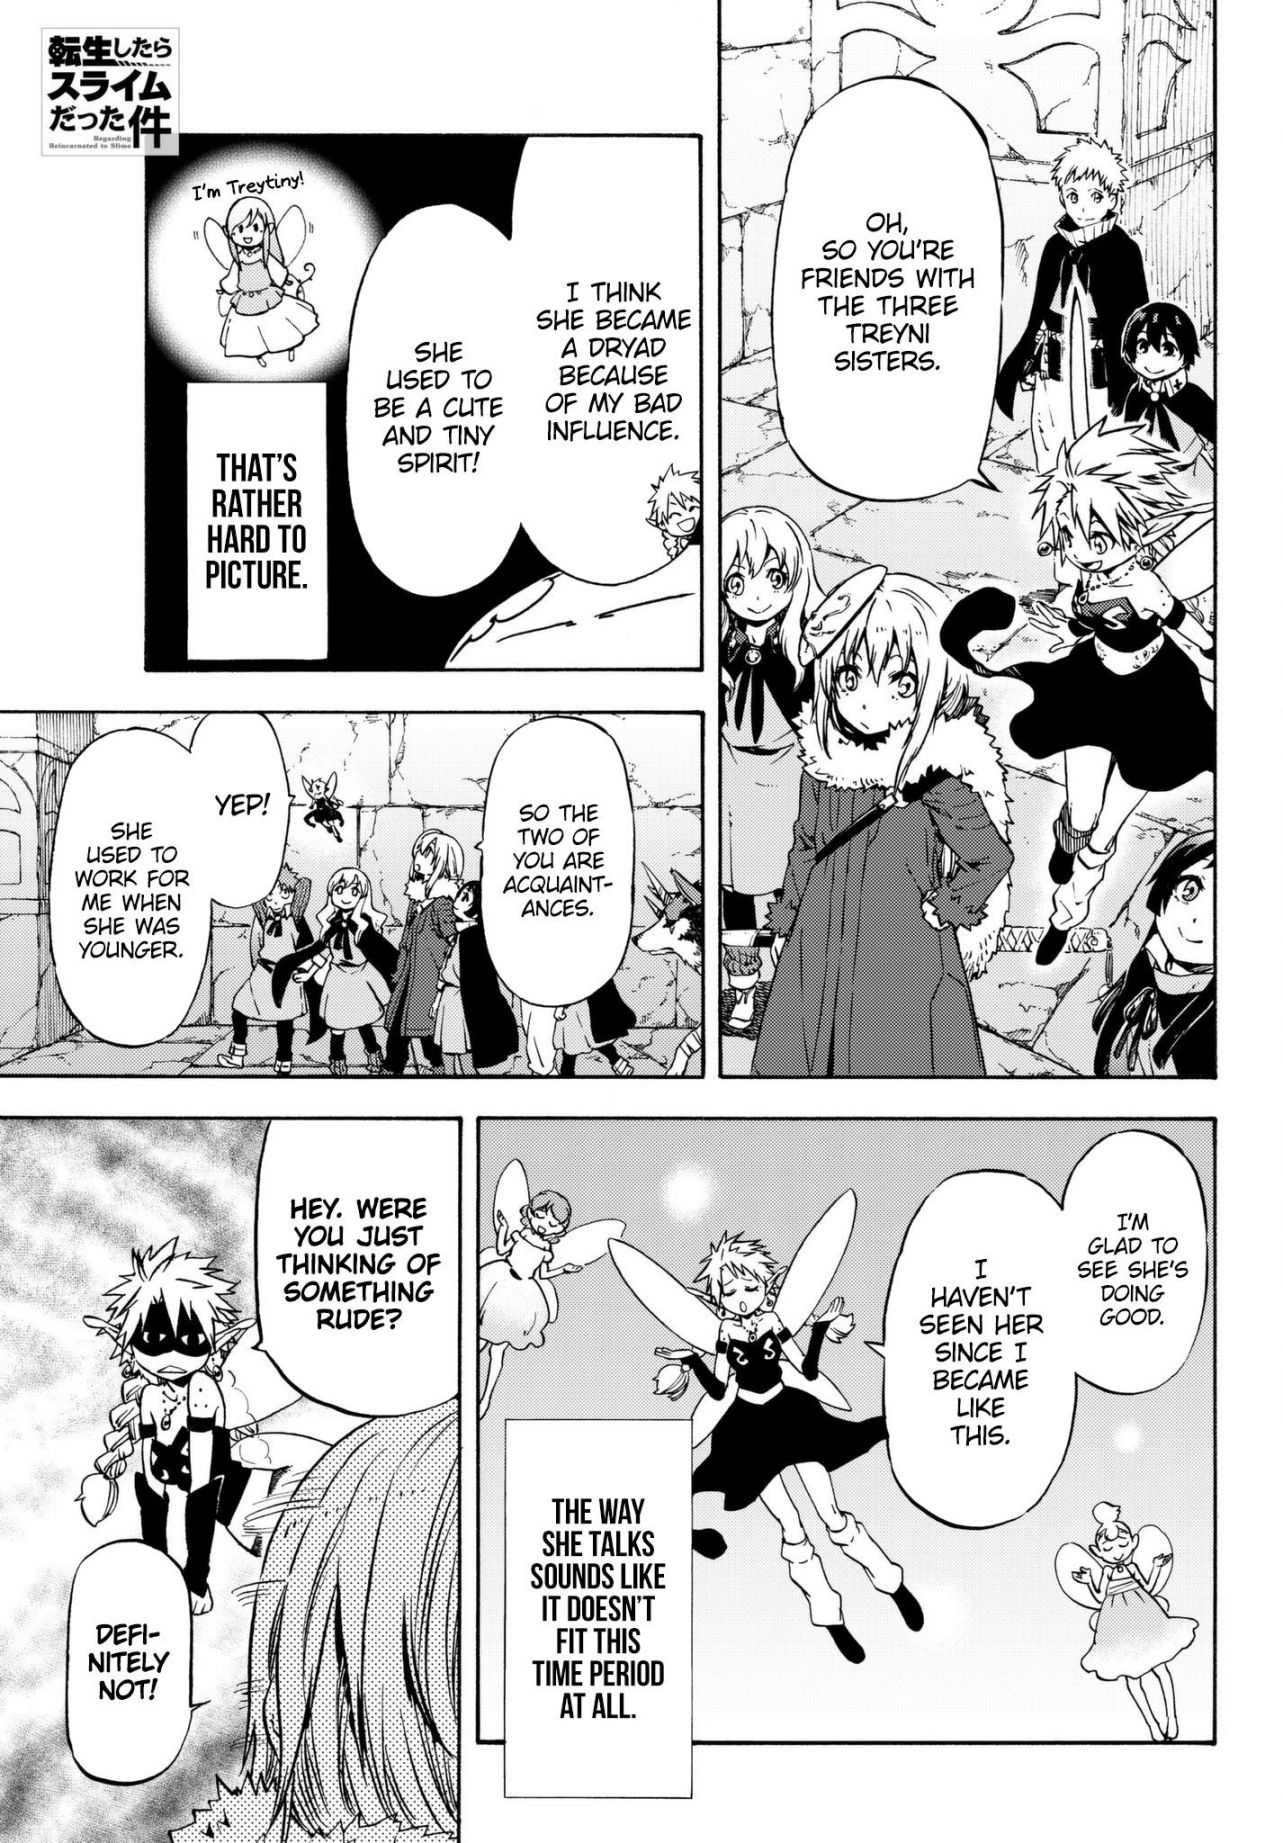 転生したら
スライム
だった件
Regarding
Reincarnated to Slime
OH,
SO YOU'RE
FRIENDS WITH
THE THREE
TREYNI
SISTERS.
I THINK
SHE BECAME
A DRYAD
BECAUSE
OF MY BAD
INFLUENCE.
SHE
USED TO
BE A CUTE
AND TINY
SPIRIT!
I'm Treytiny!
THAT'S
RATHER
HARD TO
PICTURE.
SO THE
TWO OF
YOU ARE
ACQUAINT-
ANCES.
YEP!
SHE
USED TO
WORK FOR
ME WHEN
SHE WAS
YOUNGER.
I'M
GLAD TO
SEE SHE'S
DOING
GOOD.
I
HAVEN'T
SEEN HER
SINCE I
BECAME
LIKE
THIS.
THE WAY
SHE TALKS
SOUNDS LIKE
IT DOESN'T
FIT THIS
TIME PERIOD
AT ALL.
HEY. WERE
YOU JUST
THINKING OF
SOMETHING
RUDE?
DEFI-
NITELY
NOT!